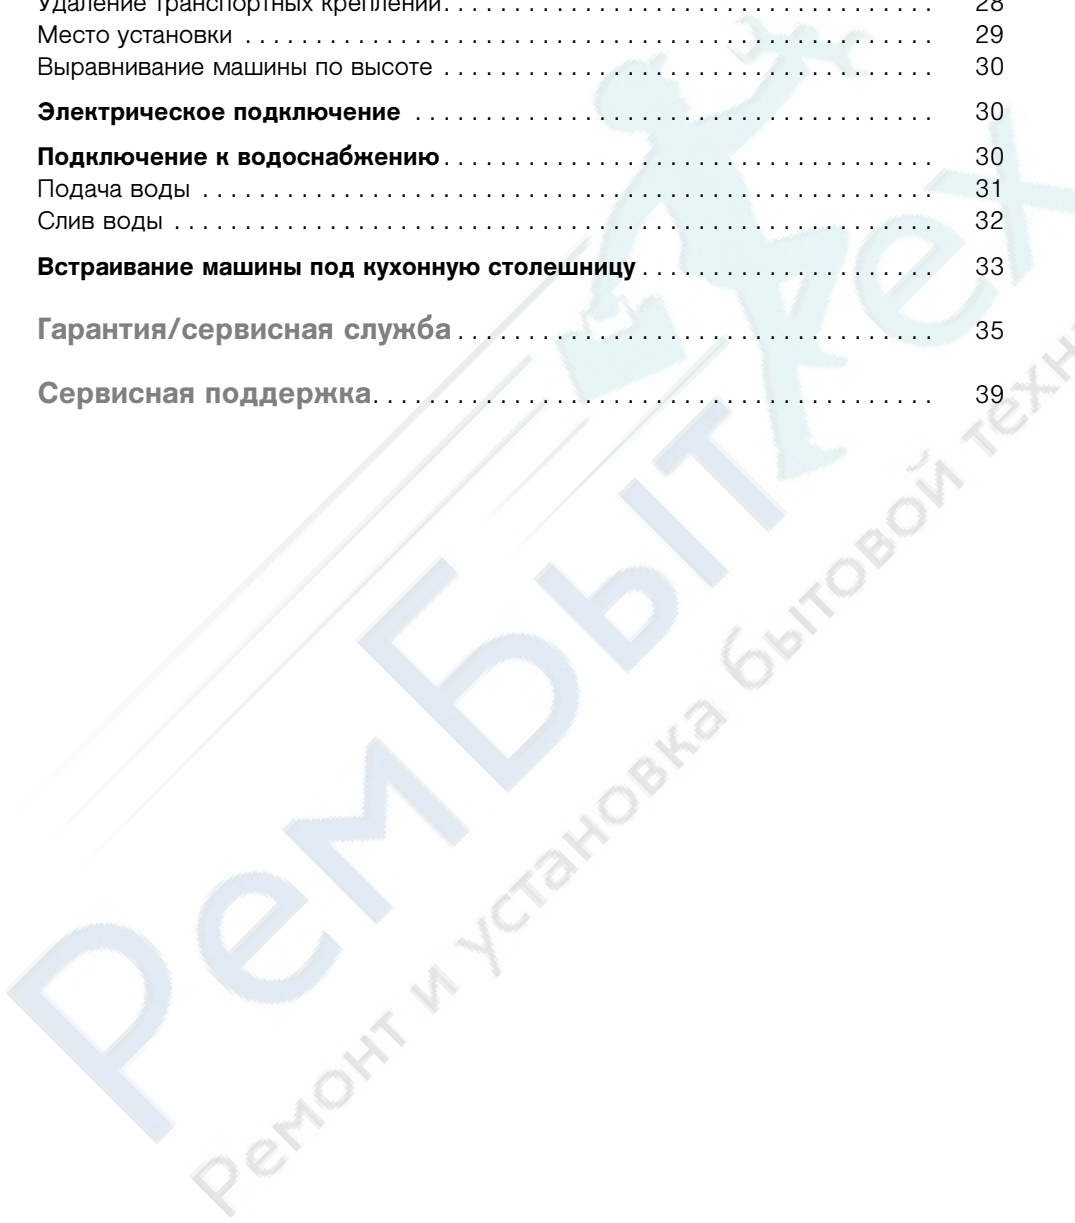 Удаление транспортных креплений. . . . . . . . . . . . . . . . . . . . . . . . . . . . . . . . . . . 28
Место установки . . . . . . . . . . . . . . . . . . . . . . . . . . . . . . . . . . . . . . . . . . . . . . . . . 29
Выравнивание машины по высоте . . . . . . . . . . . . . . . . . . . . . . . . . . . . . . . . . . . 30
Электрическое подключение . . . . . . . . . . . . . . . . . . . . . . . . . . . . . . . . . . . . . 30
Подключение к водоснабжению. . . . . . . . . . . . . . . . . . . . . . . . . . . . . . . . . . . 30
Подача воды . . . . . . . . . . . . . . . . . . . . . . . . . . . . . . . . . . . . . . . . . . . . . . . . . . . . 31
Слив воды . . . . . . . . . . . . . . . . . . . . . . . . . . . . . . . . . . . . . . . . . . . . . . . . . . . . . . 32
Встраивание машины под кухонную столешницу . . . . . . . . . . . . . . . . . . . . . 33
Гарантия/сервисная служба . . . . . . . . . . . . . . . . . . . . . . . . . . . . . . . . . . 35
Сервисная поддержка. . . . . . . . . . . . . . . . . . . . . . . . . . . . . . . . . . . . . . . . 39
РемБытТех
Ремонт и установка бытовой техн